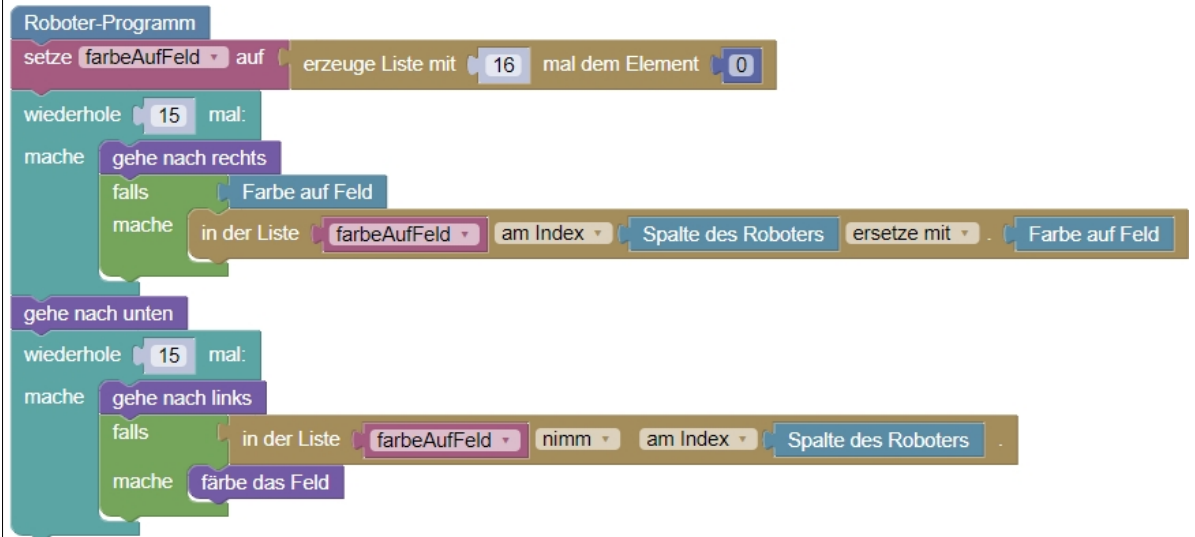 Roboter-Programm
setze farbeAufFeld auf erzeuge Liste mit 16 mal dem Element 0
wiederhole 15 mal:
mache gehe nach rechts
falls Farbe auf Feld
mache in der Liste farbeAufFeld am Index Spalte des Roboters ersetze mit . Farbe auf Feld
gehe nach unten
wiederhole 15 mal:
mache gehe nach links
falls in der Liste farbeAufFeld nimm am Index Spalte des Roboters .
mache färbe das Feld